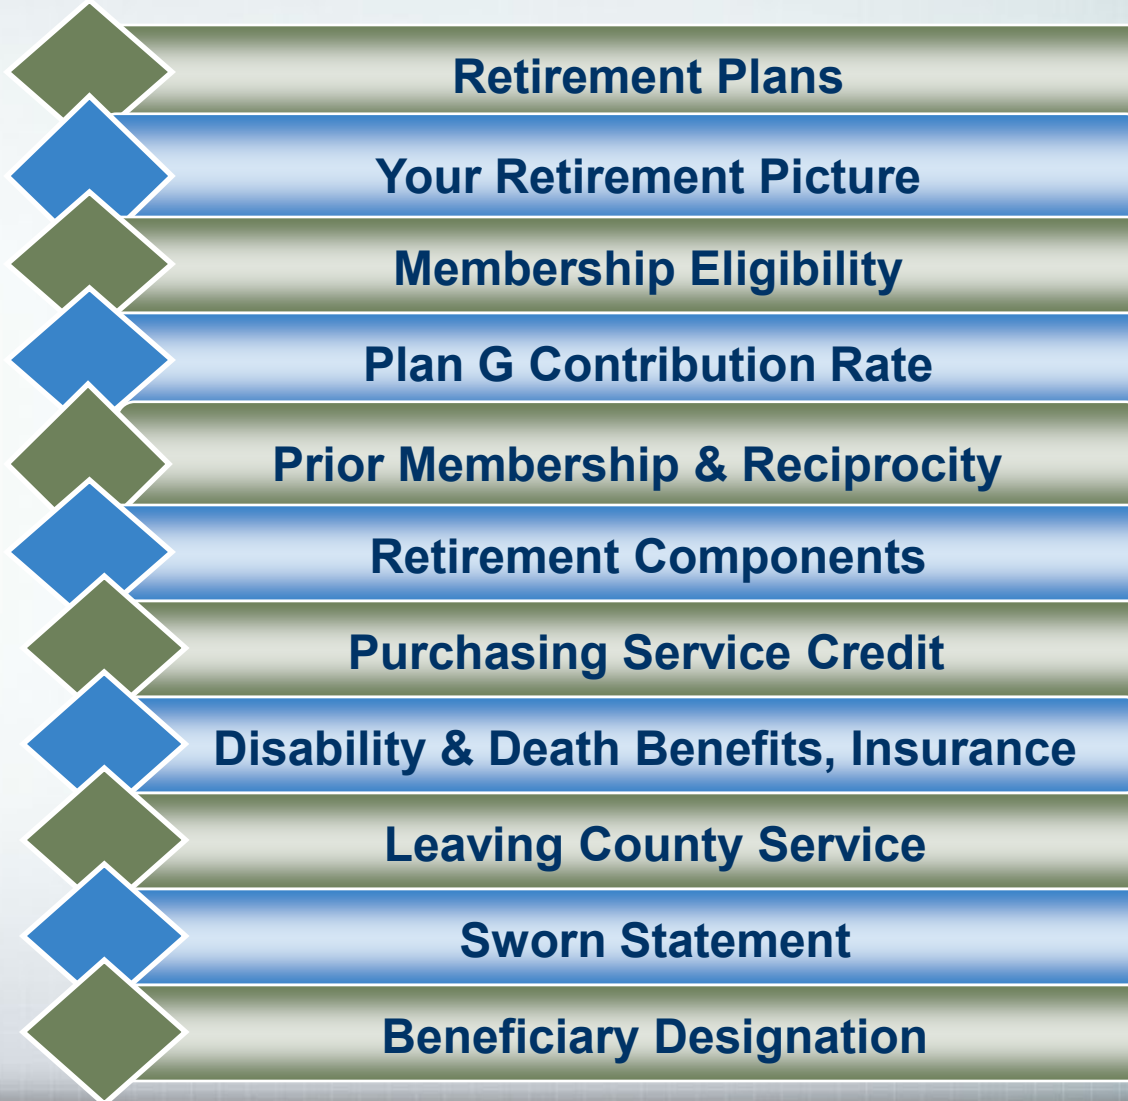 Retirement Plans
Your Retirement Picture
Membership Eligibility
Plan G Contribution Rate
Prior Membership & Reciprocity
Retirement Components
Purchasing Service Credit
Disability & Death Benefits, Insurance
Leaving County Service
Sworn Statement
Beneficiary Designation